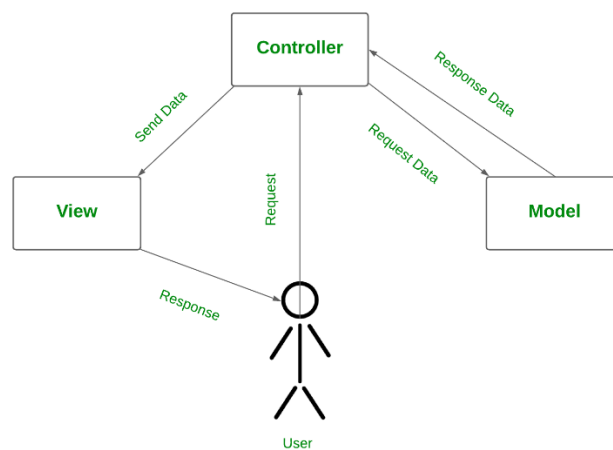 Controller
Send Data
Response Data
Request Data
Request
View
Model
Response
User